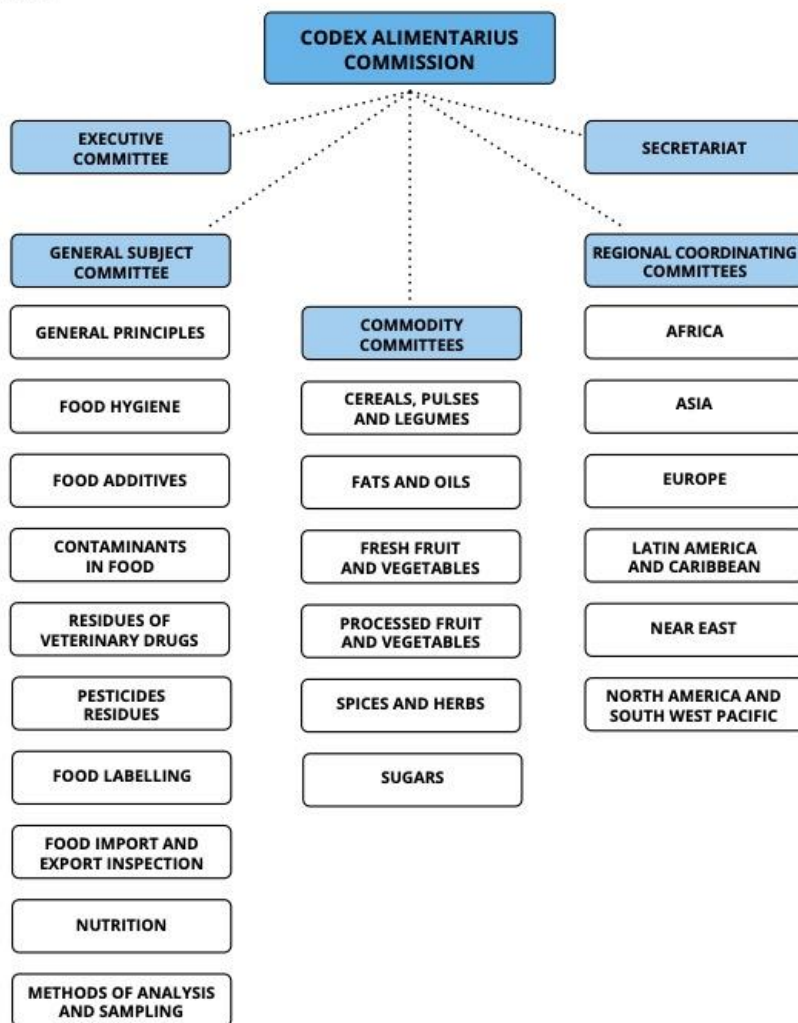 CODEX ALIMENTARIUS
COMMISSION
EXECUTIVE
COMMITTEE
SECRETARIAT
GENERAL SUBJECT
COMMITTEE
GENERAL PRINCIPLES
FOOD HYGIENE
FOOD ADDITIVES
CONTAMINANTS
IN FOOD
RESIDUES OF
VETERINARY DRUGS
PESTICIDES
RESIDUES
FOOD LABELLING
FOOD IMPORT AND
EXPORT INSPECTION
NUTRITION
METHODS OF ANALYSIS
AND SAMPLING
COMMODITY
COMMITTEES
CEREALS, PULSES
AND LEGUMES
FATS AND OILS
FRESH FRUIT
AND VEGETABLES
PROCESSED FRUIT
AND VEGETABLES
SPICES AND HERBS
SUGARS
REGIONAL COORDINATING
COMMITTEES
AFRICA
ASIA
EUROPE
LATIN AMERICA
AND CARIBBEAN
NEAR EAST
NORTH AMERICA AND
SOUTH WEST PACIFIC